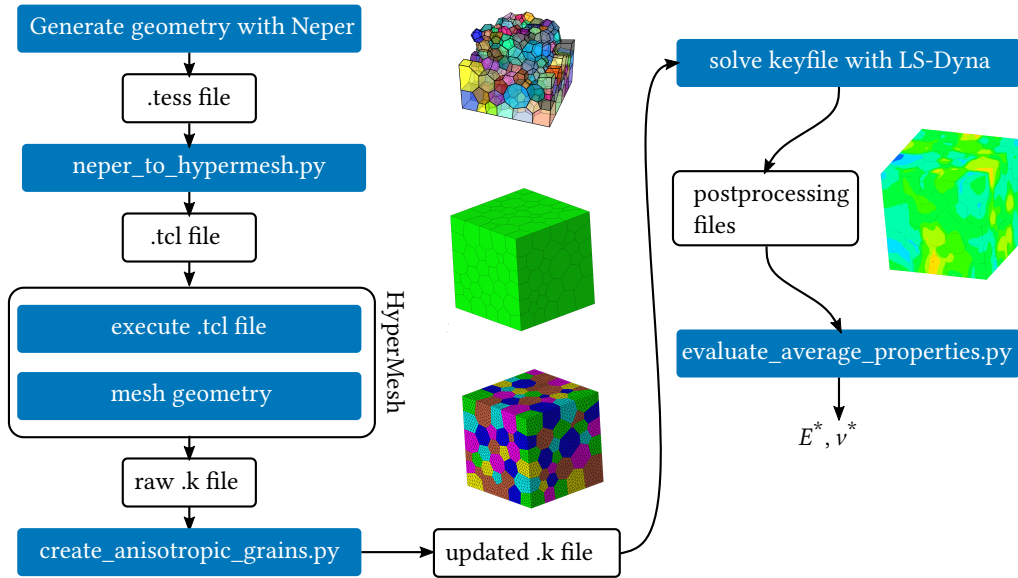 Generate geometry with Neper
.tess file
neper_to_hypermesh.py
.tcl file
execute .tcl file
mesh geometry
HyperMesh
raw .k file
create_anisotropic_grains.py
updated .k file
solve keyfile with LS-Dyna
postprocessing
files
evaluate_average_properties.py
E*, ν*